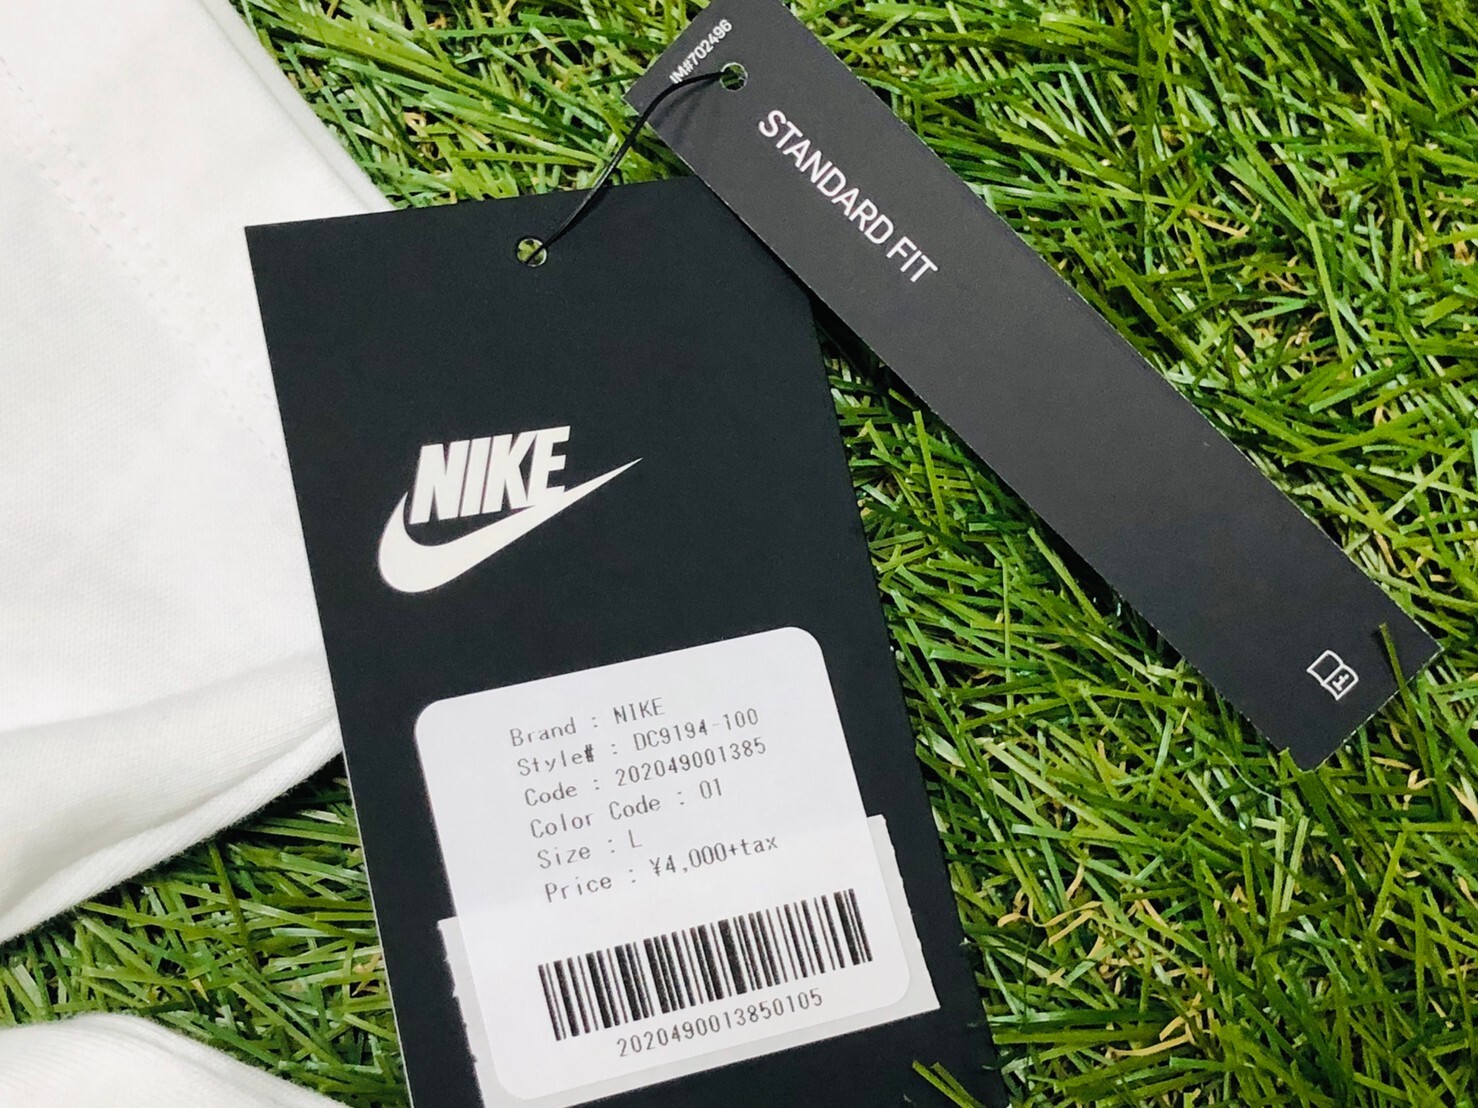 IM#702496
STANDARD FIT
NIKE
Brand : NIKE
Style# : DC9194-100
Code : 202049001385
Color Code : 01
Size : L
Price : ¥4,000+tax
2020490013850105
1